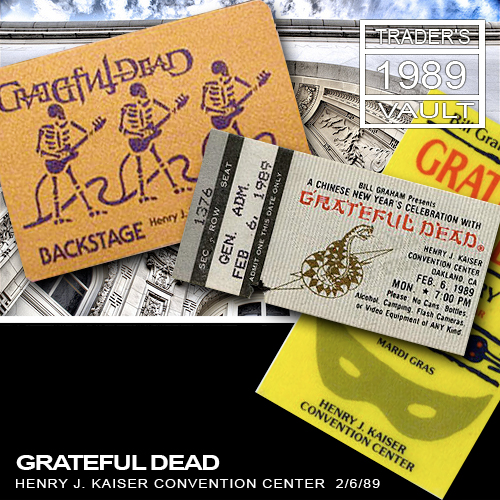 TRADER'S
1989
VAULT
GRATEFUL DEAD
BACKSTAGE
Henry J.
1376
SEC. ROW SEAT
GEN. ADM.
FEB 6, 1989
ADMIT ONE THIS DATE ONLY
BILL GRAHAM Presents
A CHINESE NEW YEAR'S CELEBRATION WITH
GRATEFUL DEAD®
HENRY J. KAISER
CONVENTION CENTER
OAKLAND, CA
FEB. 6, 1989
MON. ★ 7:00 PM
Please, No Cans, Bottles,
Alcohol, Camping, Flash Cameras,
or Video Equipment of ANY Kind
Bill Gra
GRAT
MARDI GRAS
HENRY J. KAISER
CONVENTION CENTER
GRATEFUL DEAD
HENRY J. KAISER CONVENTION CENTER 2/6/89